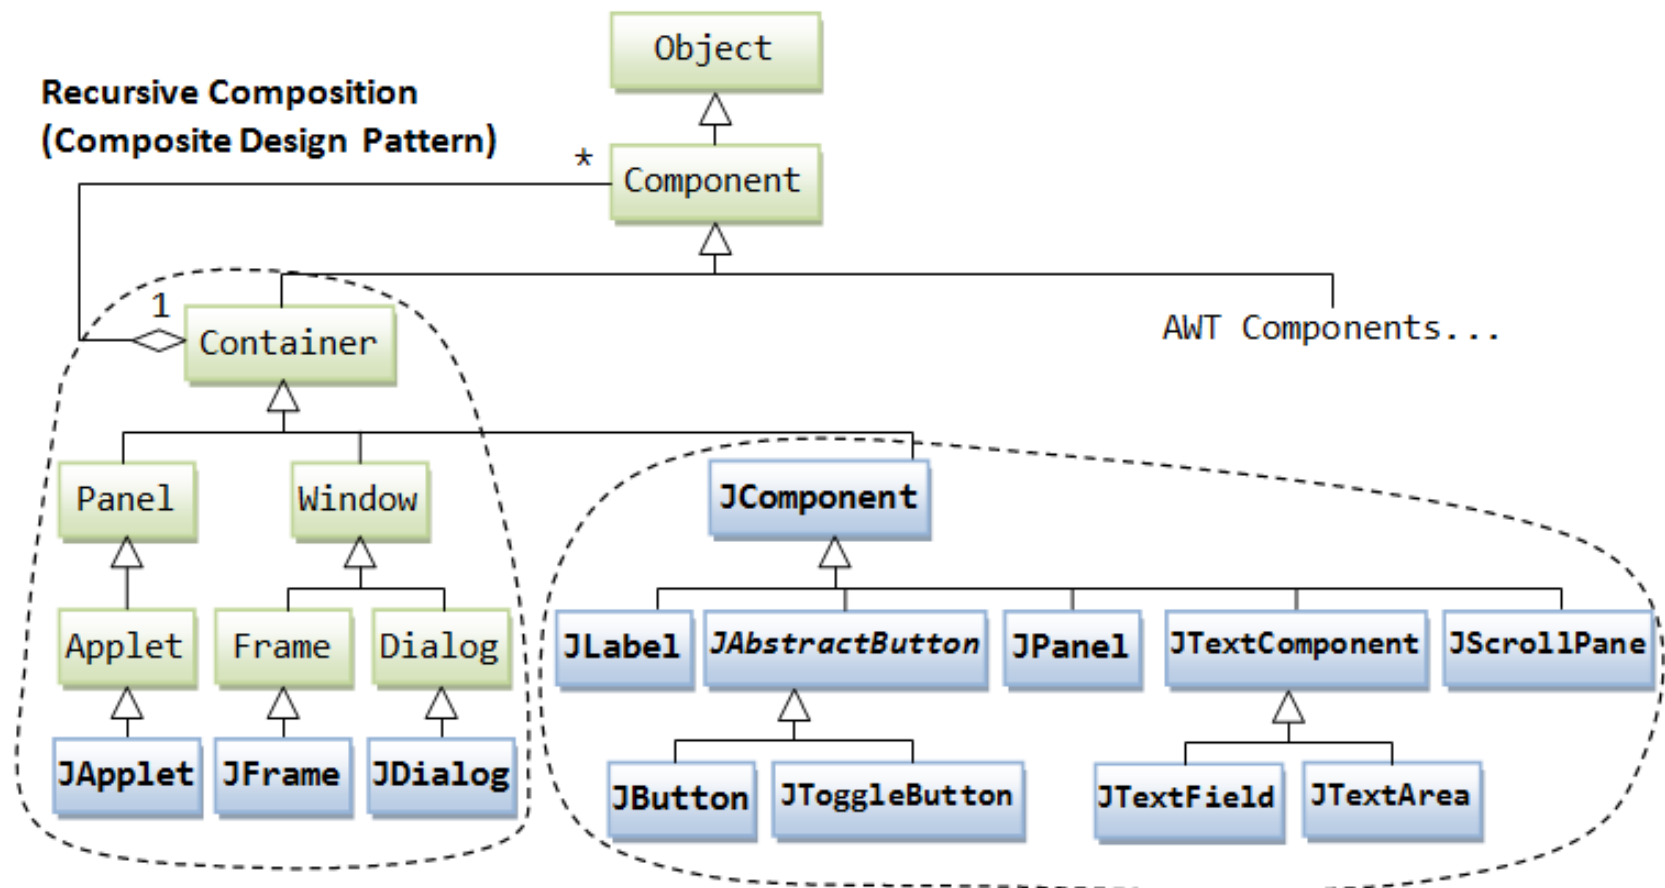 Object
Recursive Composition
(Composite Design Pattern)
*
Component
1
Container
AWT Components...
Panel
Window
JComponent
Applet
Frame
Dialog
JLabel
JAbstractButton
JPanel
JTextComponent
JScrollPane
JApplet
JFrame
JDialog
JButton
JToggleButton
JTextField
JTextArea